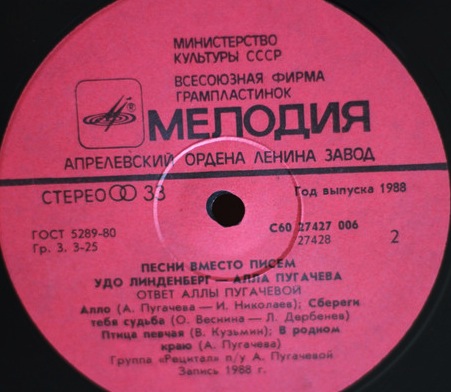 МИНИСТЕРСТВО
КУЛЬТУРЫ СССР
ВСЕСОЮЗНАЯ ФИРМА
ГРАМПЛАСТИНОК
МЕЛОДИЯ
АПРЕЛЕВСКИЙ ОРДЕНА ЛЕНИНА ЗАВОД
СТЕРЕО 33
Год выпуска 1988
ГОСТ 5289-80
Гр. 3. 3-25
С60 27427 006
27428
2
ПЕСНИ ВМЕСТО ПИСЕМ
УДО ЛИНДЕНБЕРГ — АЛЛА ПУГАЧЕВА
ОТВЕТ АЛЛЫ ПУГАЧЕВОЙ
Алло (А. Пугачева — И. Николаев); Сбереги
тебя судьба (О. Веснина — Л. Дербенев)
Птица певчая (В. Кузьмин); В родном
краю (А. Пугачева)
Группа «Рецитал» п/у А. Пугачевой
Запись 1988 г.